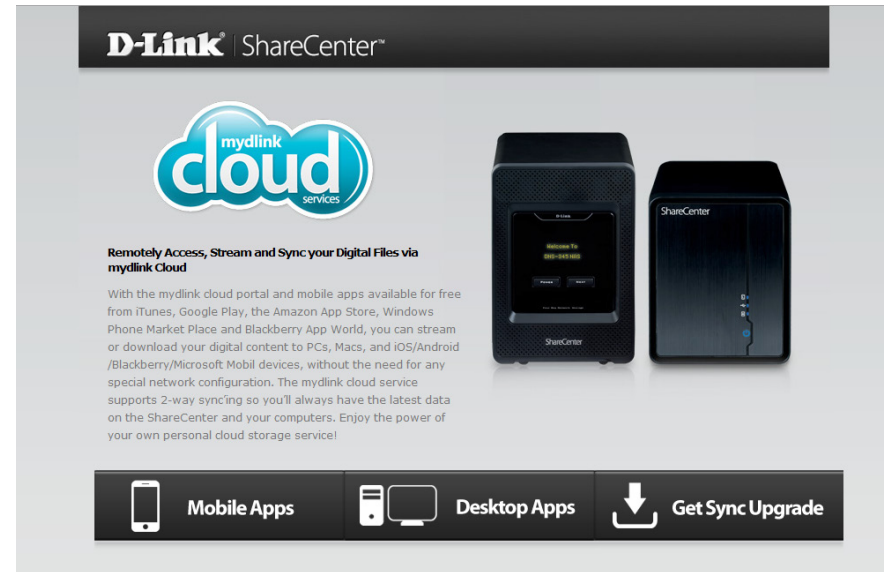 D-Link® ShareCenter™
mydlink
cloud
services
Remotely Access, Stream and Sync your Digital Files via
mydlink Cloud
With the mydlink cloud portal and mobile apps available for free
from iTunes, Google Play, the Amazon App Store, Windows
Phone Market Place and Blackberry App World, you can stream
or download your digital content to PCs, Macs, and iOS/Android
/Blackberry/Microsoft Mobil devices, without the need for any
special network configuration. The mydlink cloud service
supports 2-way sync'ing so you'll always have the latest data
on the ShareCenter and your computers. Enjoy the power of
your own personal cloud storage service!
D-Link
Welcome To
ShareCenter
ShareCenter
Mobile Apps
Desktop Apps
Get Sync Upgrade